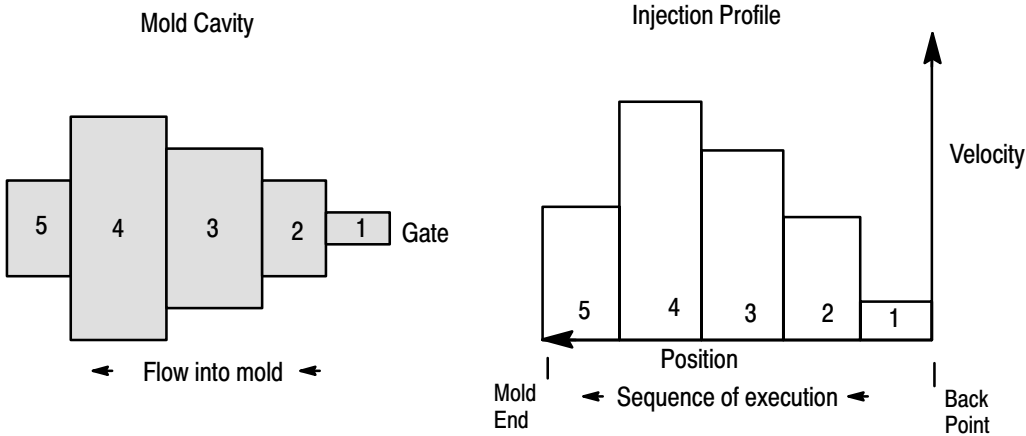 Mold Cavity
5
4
3
2
1
Gate
Flow into mold
Injection Profile
Velocity
5
4
3
2
1
Position
Mold
End
Sequence of execution
Back
Point